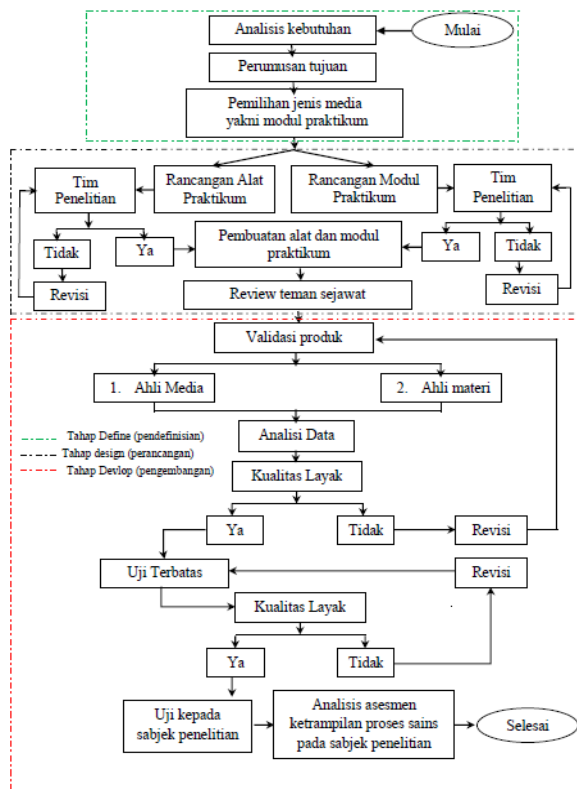 Analisis kebutuhan
Mulai
Perumusan tujuan
Pemilihan jenis media
yakni modul praktikum
Tim
Penelitian
Rancangan Alat
Praktikum
Rancangan Modul
Praktikum
Tim
Penelitian
Tidak
Ya
Pembuatan alat dan modul
praktikum
Ya
Tidak
Revisi
Revisi
Review teman sejawat
Validasi produk
1. Ahli Media
2. Ahli materi
Analisi Data
Tahap Define (pendefinisian)
Tahap design (perancangan)
Tahap Devlop (pengembangan)
Kualitas Layak
Ya
Tidak
Revisi
Uji Terbatas
Revisi
Kualitas Layak
Ya
Tidak
Uji kepada
sabjek penelitian
Analisis asesmen
ketrampilan proses sains
pada sabjek penelitian
Selesai